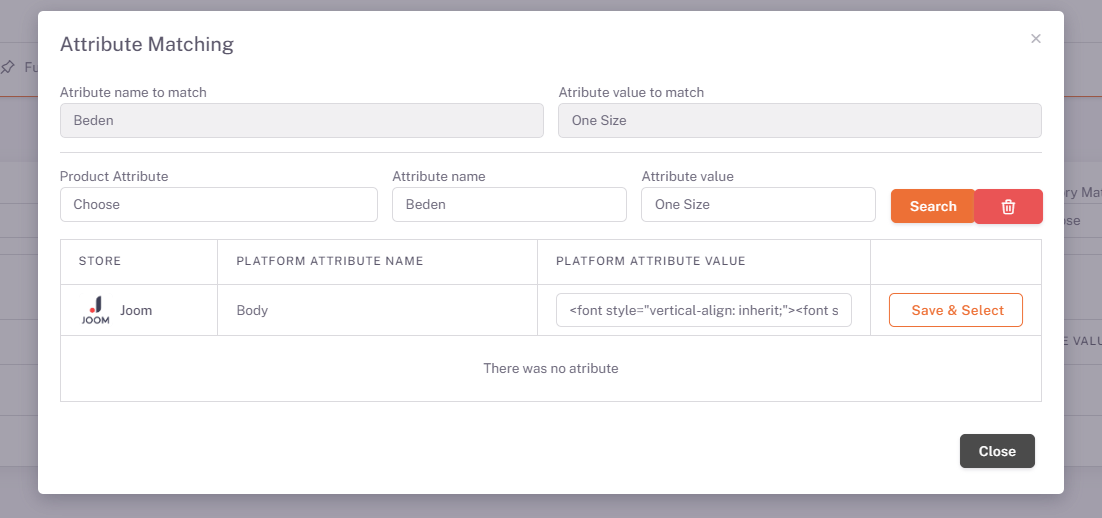 Attribute Matching
×
Fu
Atribute name to match
Atribute value to match
Beden
One Size
Product Attribute
Attribute name
Attribute value
Choose
Beden
One Size
Search
ry Mat
se
STORE
PLATFORM ATTRIBUTE NAME
PLATFORM ATTRIBUTE VALUE
JOOM
Joom
Body
<font style="vertical-align: inherit;"><font s
Save & Select
E VALU
There was no atribute
Close